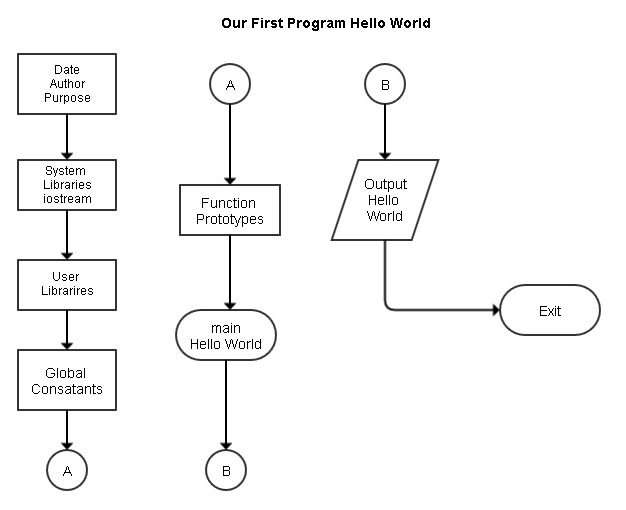 Our First Program Hello World
Date
Author
Purpose
System
Libraries
iostream
User
Librarires
Global
Consatants
A
A
Function
Prototypes
main
Hello World
B
B
Output
Hello
World
Exit